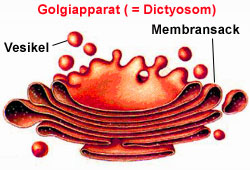 Golgiapparat ( = Dictyosom)
Membransack
Vesikel